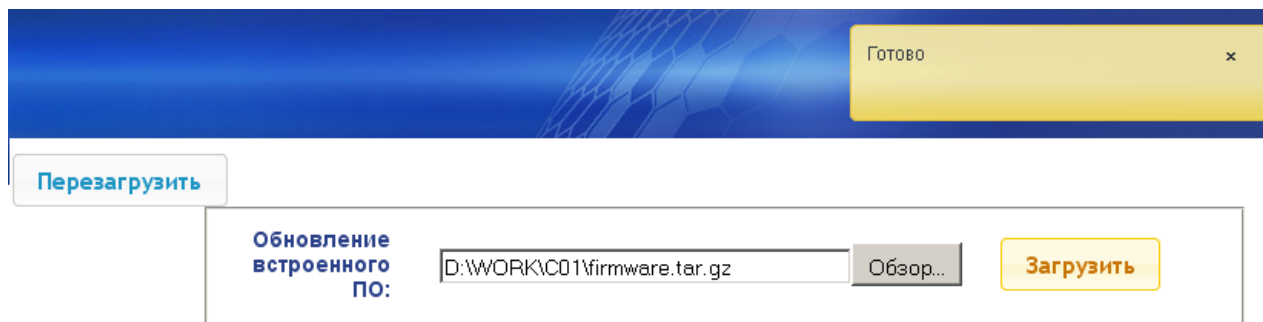 Готово ×
Перезагрузить
Обновление
встроенного
ПО:
D:\WORK\C01\firmware.tar.gz
Обзор...
Загрузить